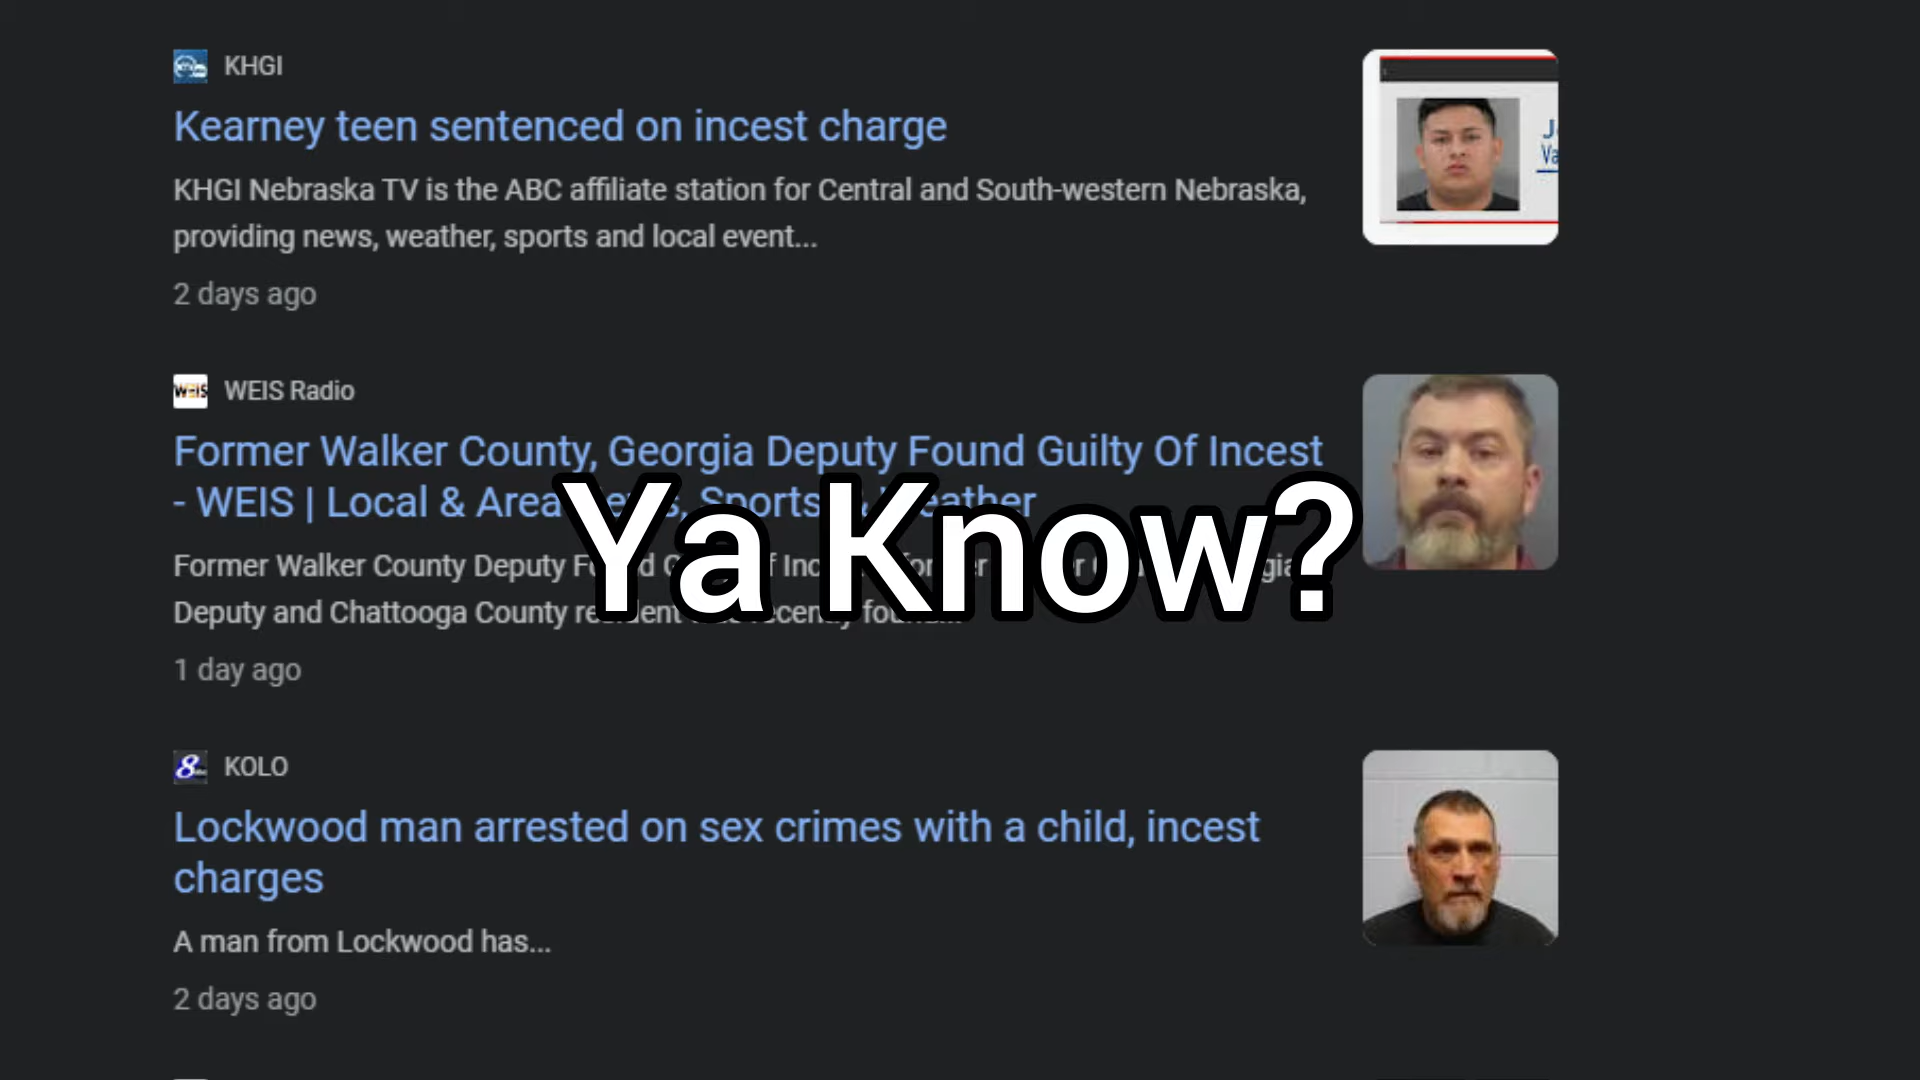 KHGI
Kearney teen sentenced on incest charge
KHGI Nebraska TV is the ABC affiliate station for Central and South-western Nebraska,
providing news, weather, sports and local event...
2 days ago
WEIS Radio
Former Walker County, Georgia Deputy Found Guilty Of Incest
- WEIS | Local & Area Sports & Weather
Ya Know?
Former Walker County Deputy
Deputy and Chattooga County resident recently
1 day ago
KOLO
Lockwood man arrested on sex crimes with a child, incest
charges
A man from Lockwood has...
2 days ago